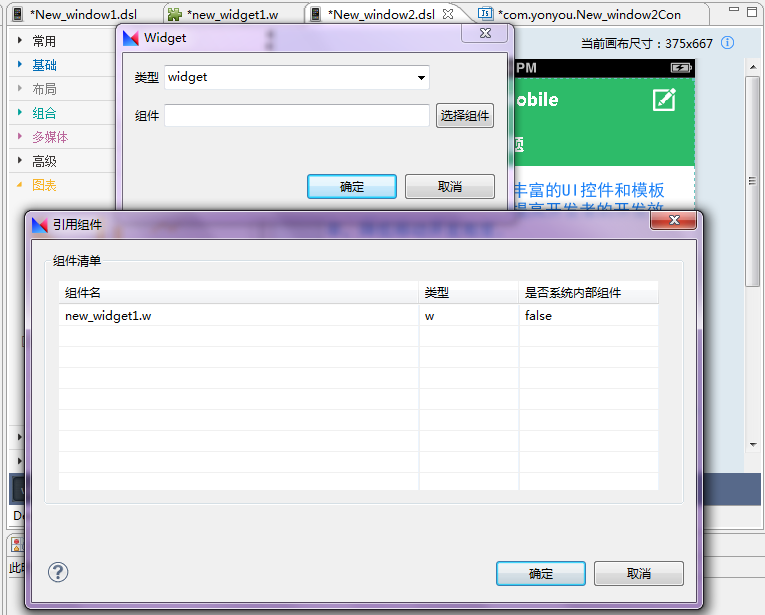 *New_window1.dsl
*new_widget1.w
*New_window2.dsl
*com.yonyou.New_window2Con
常用
基础
布局
组合
多媒体
高级
图表
当前画布尺寸：375x667
PM
obile
题
丰富的UI控件和模板
提高开发者的开发效
Widget
类型
widget
组件
选择组件
确定
取消
引用组件
组件清单
组件名
类型
是否系统内部组件
new_widget1.w
w
false
确定
取消